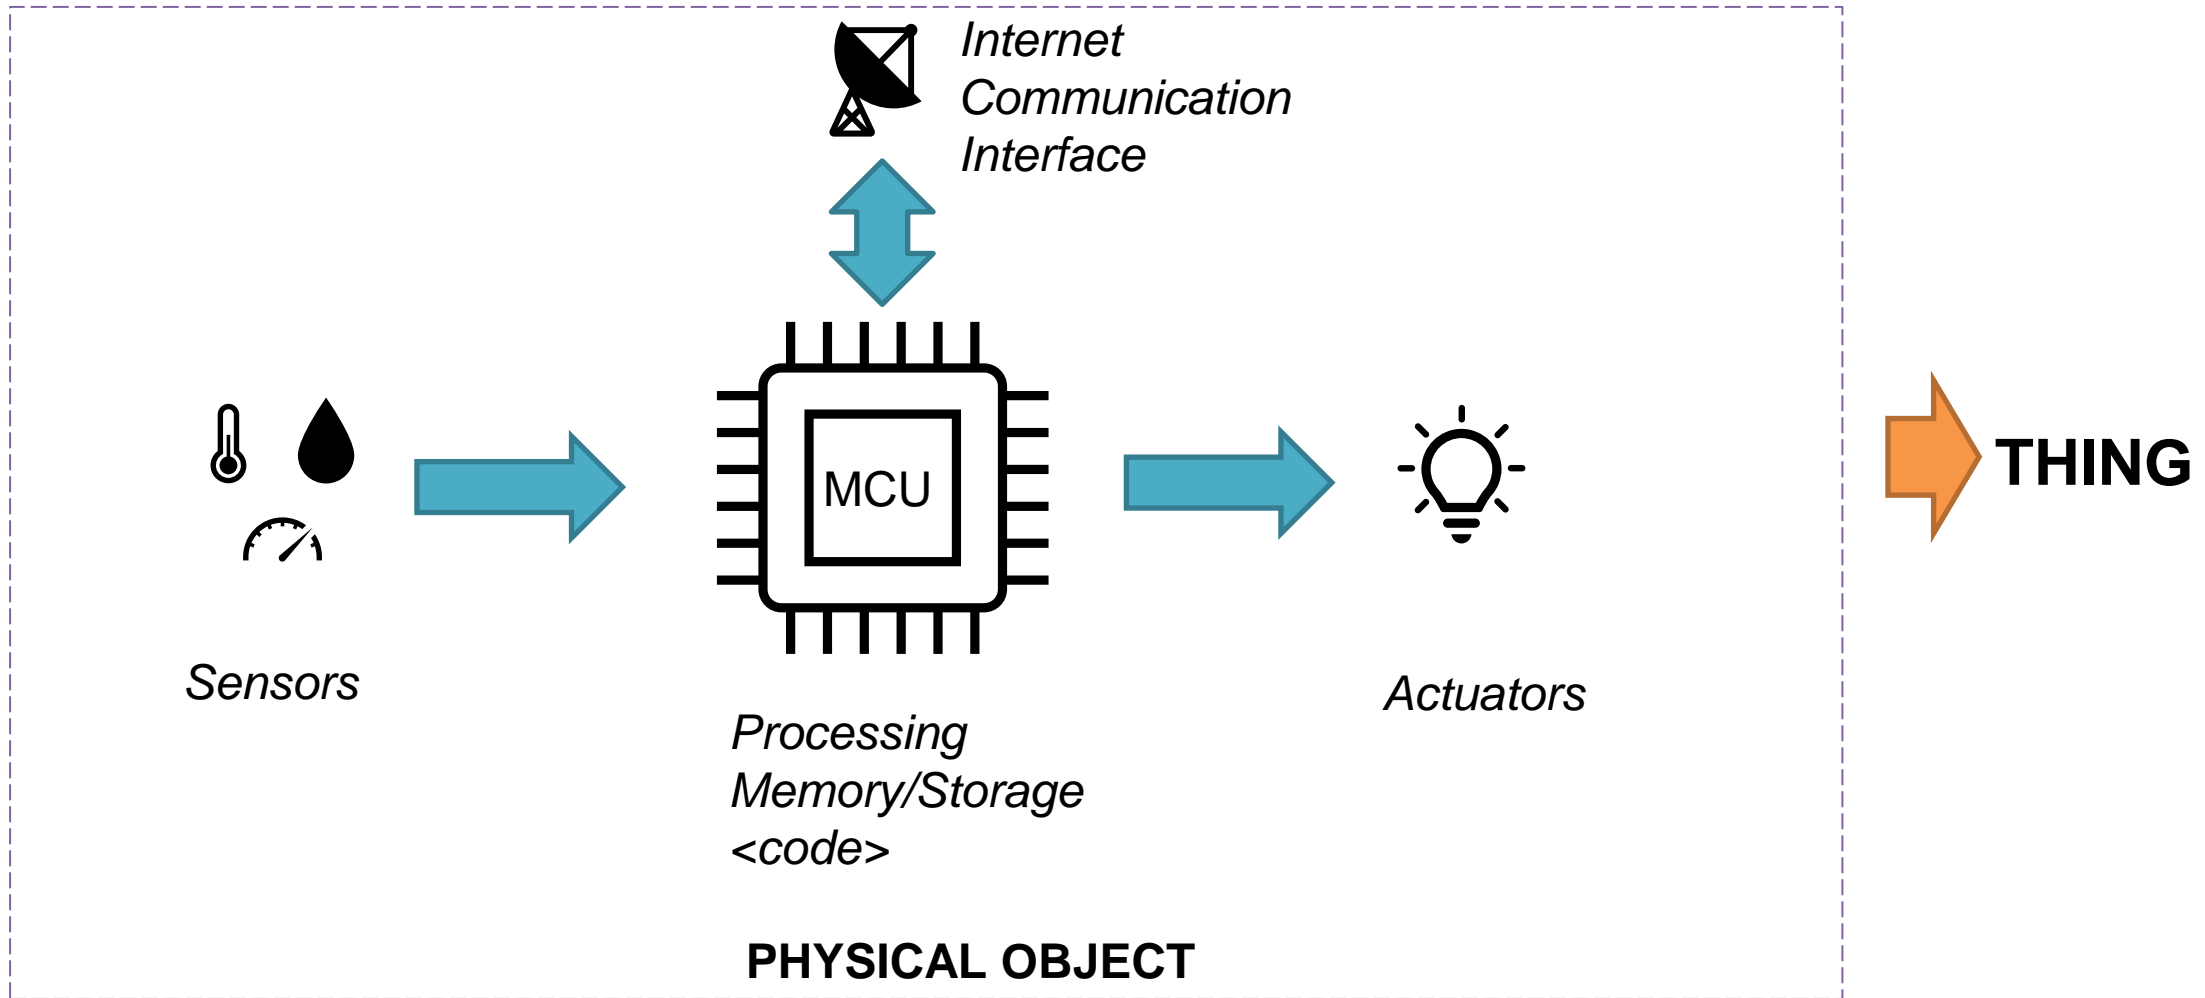 Internet
Communication
Interface
MCU
THING
Sensors
Actuators
Processing
Memory/Storage
<code>
PHYSICAL OBJECT